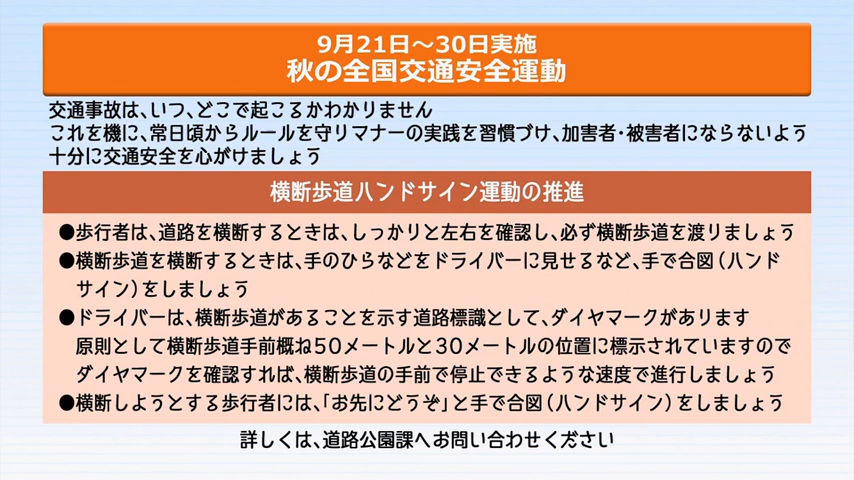 9月21日～30日実施
秋の全国交通安全運動
交通事故は、いつ、どこで起こるかわかりません
これを機に、常日頃からルールを守りマナーの実践を習慣づけ、加害者・被害者にならないよう
十分に交通安全を心がけましょう
横断歩道ハンドサイン運動の推進
●歩行者は、道路を横断するときは、しっかりと左右を確認し、必ず横断歩道を渡りましょう
●横断歩道を横断するときは、手のひらなどをドライバーに見せるなど、手で合図（ハンド
サイン）をしましょう
●ドライバーは、横断歩道があることを示す道路標識として、ダイヤマークがあります
原則として横断歩道手前概ね50メートルと30メートルの位置に標示されていますので
ダイヤマークを確認すれば、横断歩道の手前で停止できるような速度で進行しましょう
●横断しようとする歩行者には、「お先にどうぞ」と手で合図（ハンドサイン）をしましょう
詳しくは、道路公園課へお問い合わせください